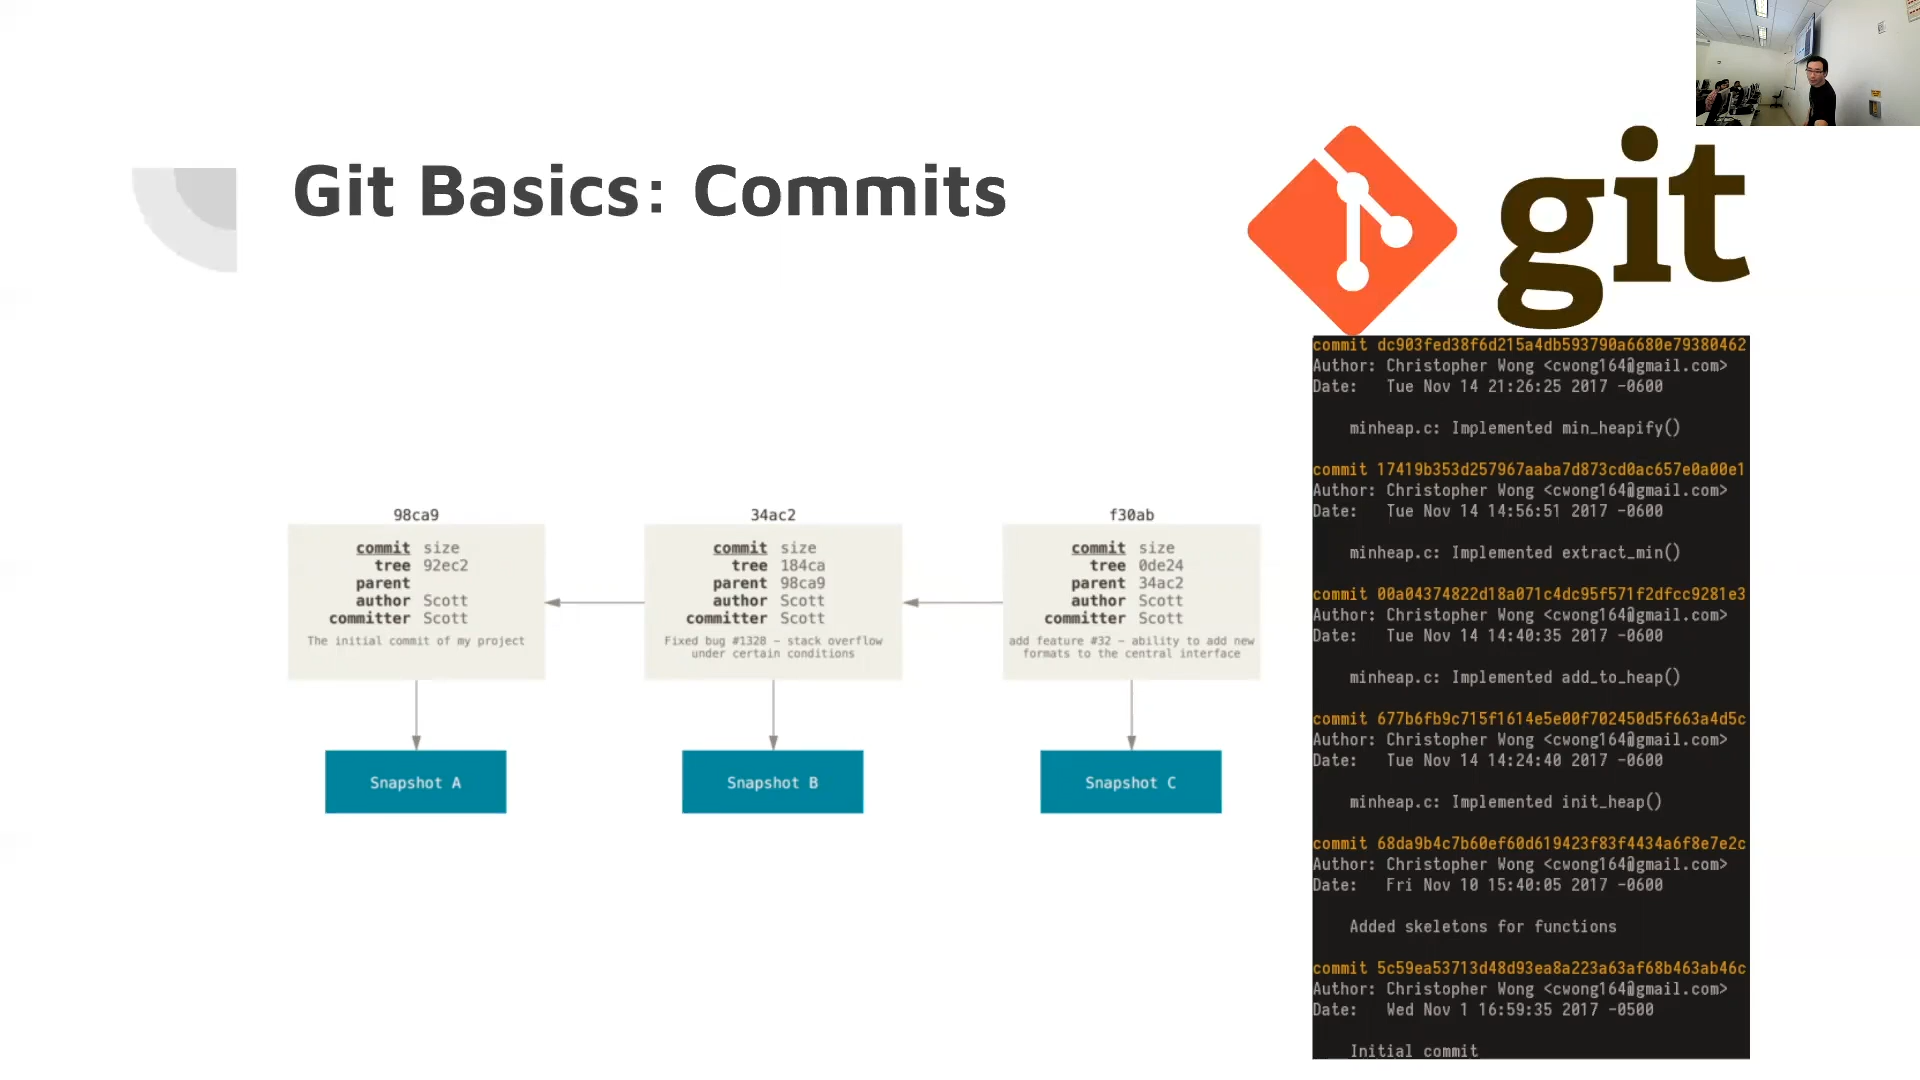 Git Basics: Commits
git
98ca9
commit size
tree 92ec2
parent
author Scott
committer Scott
The initial commit of my project
Snapshot A
34ac2
commit size
tree 184ca
parent 98ca9
author Scott
committer Scott
Fixed bug #1328 - stack overflow
under certain conditions
Snapshot B
f30ab
commit size
tree 0de24
parent 34ac2
author Scott
committer Scott
add feature #32 - ability to add new
formats to the central interface
Snapshot C
commit dc903fed38f6d215a4db593790a6680e79380462
Author: Christopher Wong <cwong164@gmail.com>
Date: Tue Nov 14 21:26:25 2017 -0600
minheap.c: Implemented min_heapify()
commit 17419b353d257967aaba7d873cd0ac657e0a00e1
Author: Christopher Wong <cwong164@gmail.com>
Date: Tue Nov 14 14:56:51 2017 -0600
minheap.c: Implemented extract_min()
commit 00a04374822d18a071c4dc95f571f2dfcc9281e3
Author: Christopher Wong <cwong164@gmail.com>
Date: Tue Nov 14 14:40:35 2017 -0600
minheap.c: Implemented add_to_heap()
commit 677b6fb9c715f1614e5e00f702450d5f663a4d5c
Author: Christopher Wong <cwong164@gmail.com>
Date: Tue Nov 14 14:24:40 2017 -0600
minheap.c: Implemented init_heap()
commit 68da9b4c7b60ef60d619423f83f4434a6f8e7e2c
Author: Christopher Wong <cwong164@gmail.com>
Date: Fri Nov 10 15:40:05 2017 -0600
Added skeletons for functions
commit 5c59ea53713d48d93ea8a223a63af68b463ab46c
Author: Christopher Wong <cwong164@gmail.com>
Date: Wed Nov 1 16:59:35 2017 -0500
Initial commit